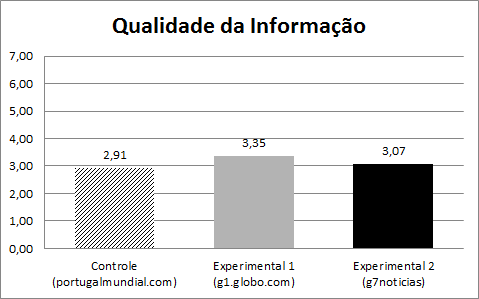 Qualidade da Informação
7,00
6,00
5,00
4,00
3,00
2,00
1,00
0,00
2,91
3,35
3,07
Controle
(portugalmundial.com)
Experimental 1
(g1.globo.com)
Experimental 2
(g7noticias)